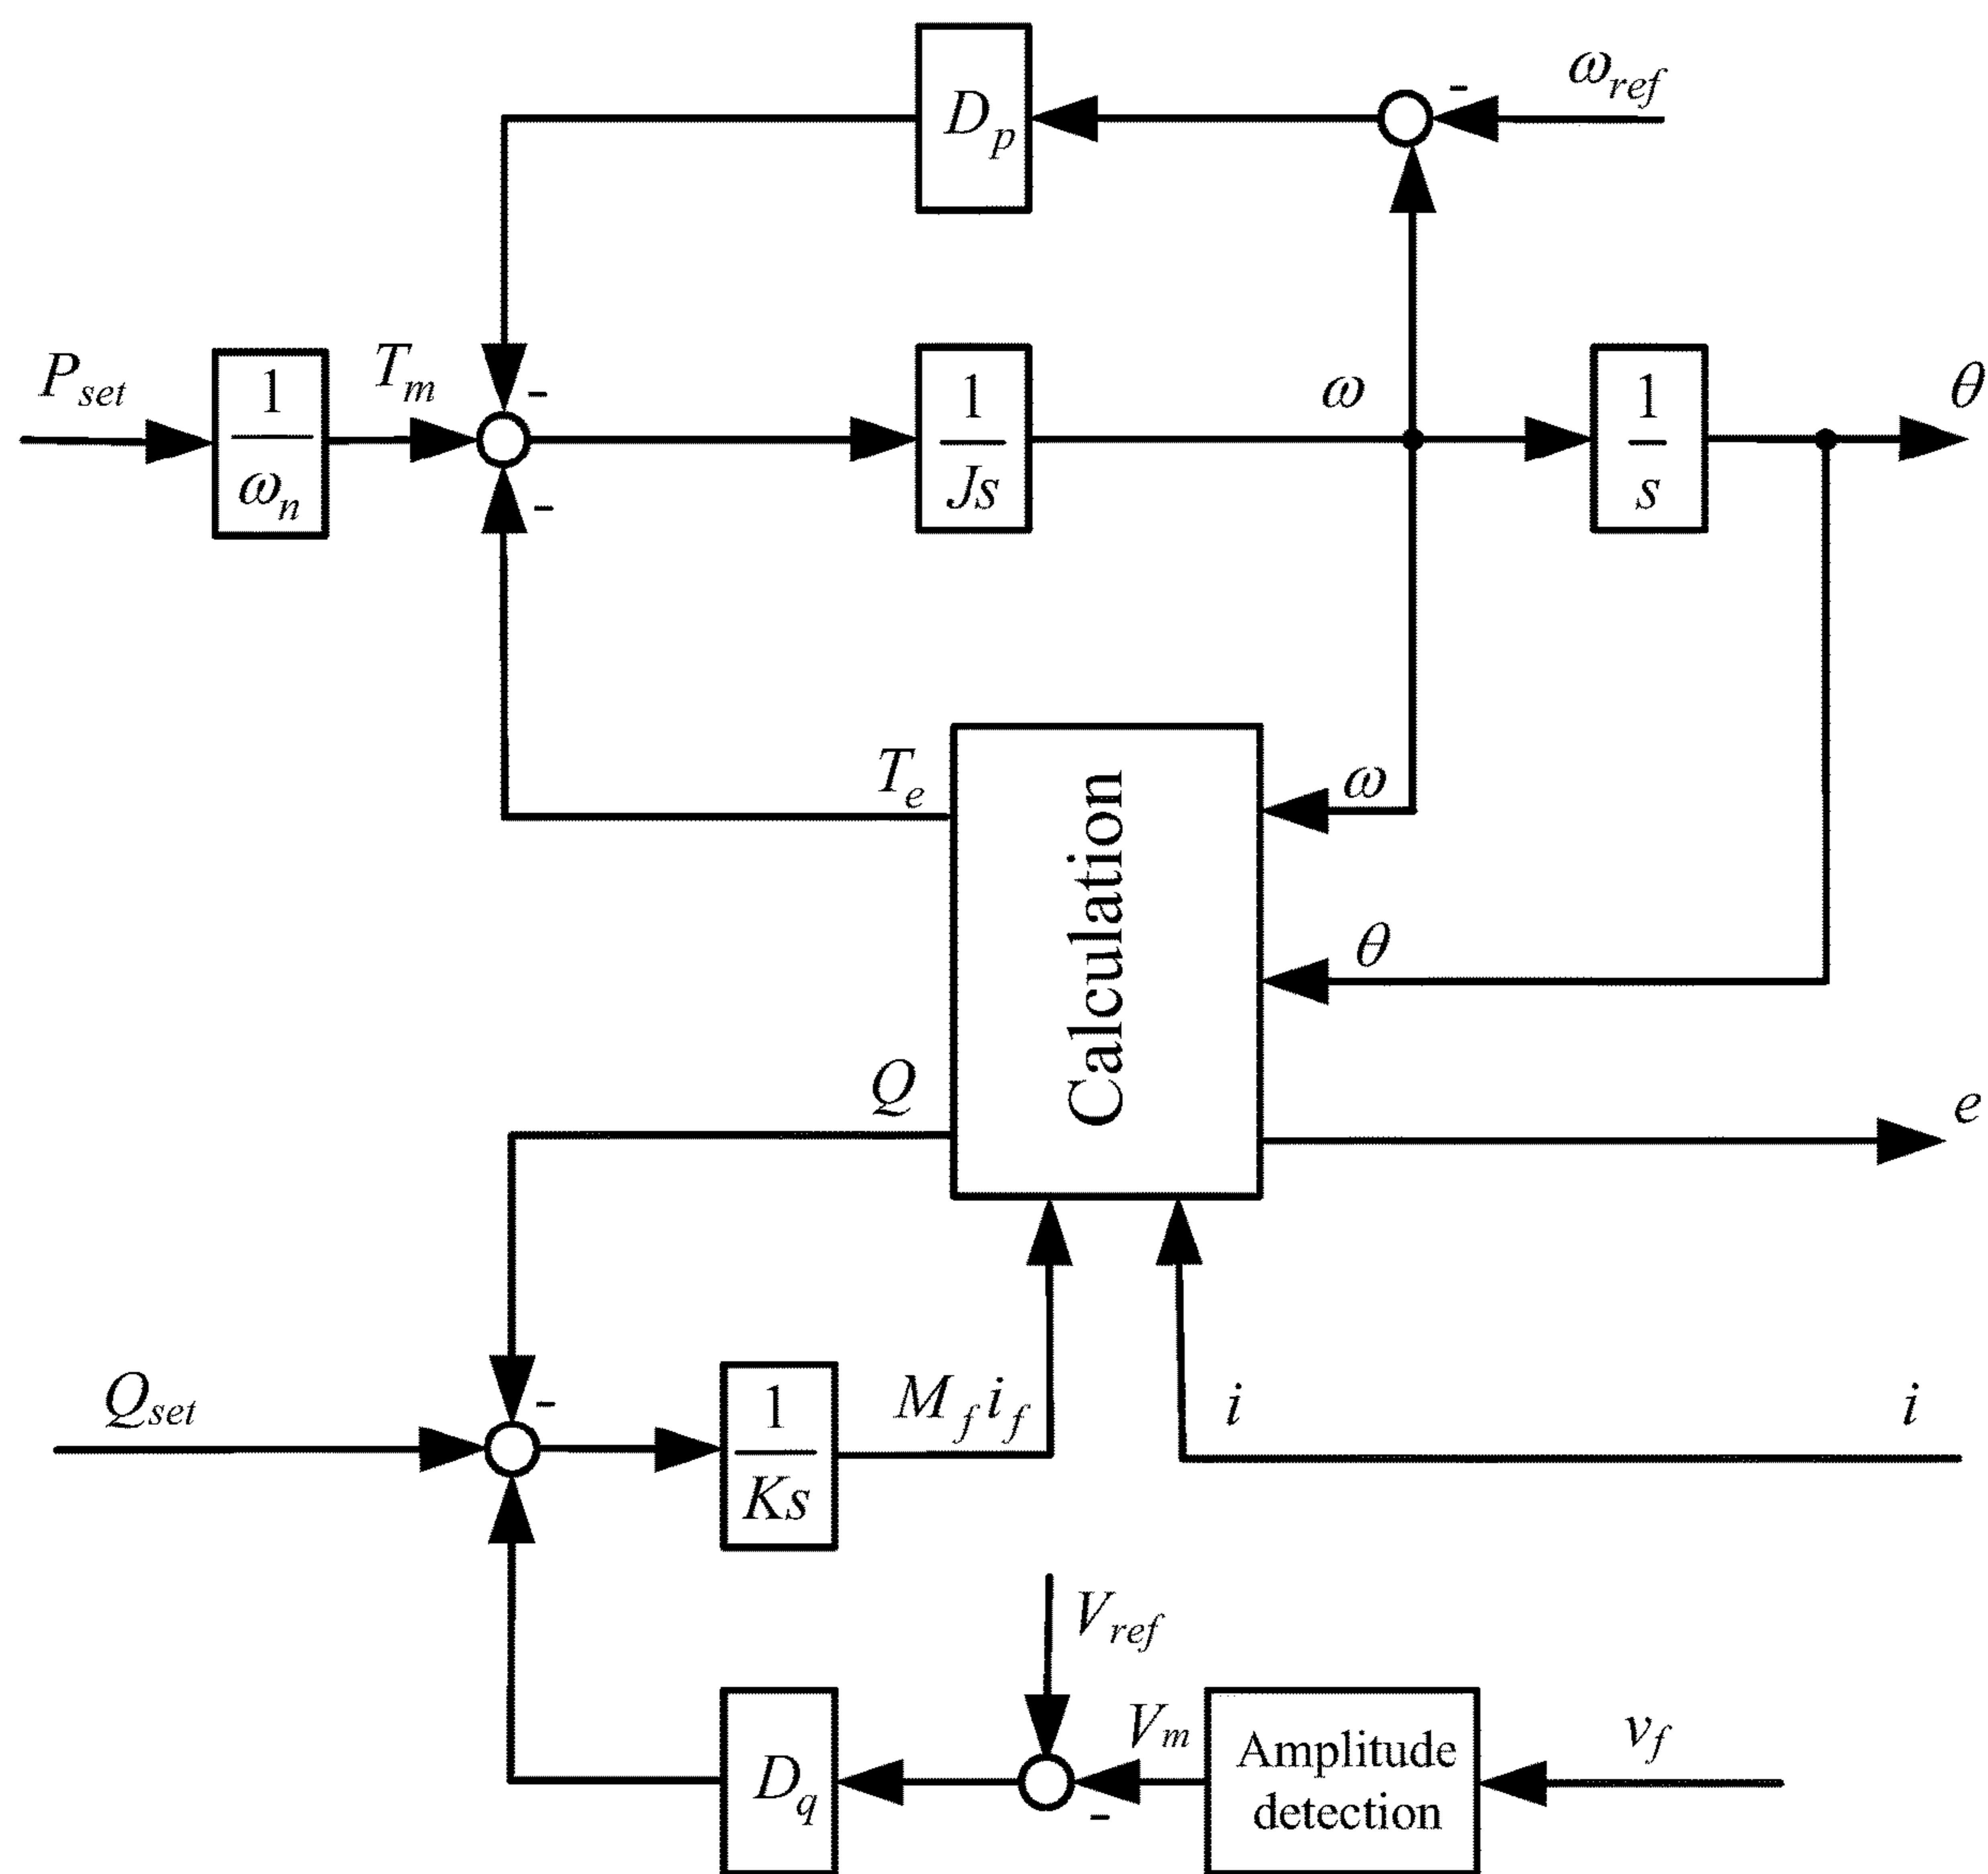 ω_ref
D_p
-
P_set
1
ω_n
T_m
-
-
1
Js
ω
1
s
θ
T_e
ω
Calculation
θ
Q
e
Q_set
-
1
Ks
M_f i_f
i
i
V_ref
D_q
V_m
-
Amplitude
detection
v_f